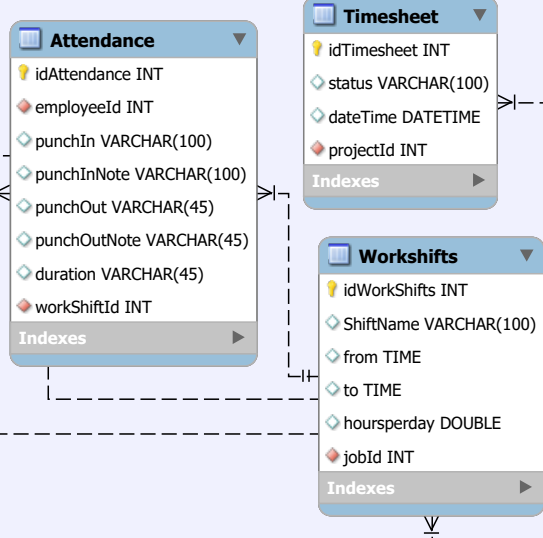 Attendance
idAttendance INT
employeeId INT
punchIn VARCHAR(100)
punchInNote VARCHAR(100)
punchOut VARCHAR(45)
punchOutNote VARCHAR(45)
duration VARCHAR(45)
workShiftId INT
Indexes
Timesheet
idTimesheet INT
status VARCHAR(100)
dateTime DATETIME
projectId INT
Indexes
Workshifts
idWorkShifts INT
ShiftName VARCHAR(100)
from TIME
to TIME
hoursperday DOUBLE
jobId INT
Indexes